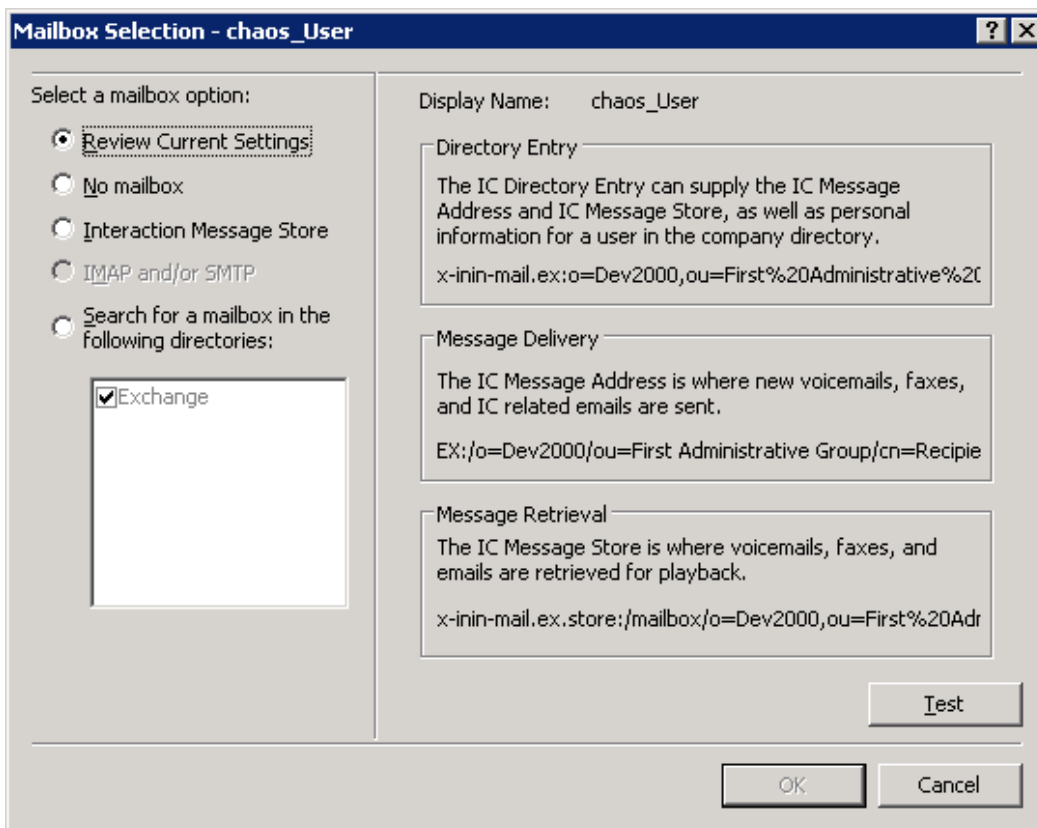 Mailbox Selection - chaos_User
Select a mailbox option:
Review Current Settings
No mailbox
Interaction Message Store
IMAP and/or SMTP
Search for a mailbox in the
following directories:
Exchange
Display Name: chaos_User
Directory Entry
The IC Directory Entry can supply the IC Message
Address and IC Message Store, as well as personal
information for a user in the company directory.
x-inin-mail.ex:o=Dev2000,ou=First%20Administrative%2
Message Delivery
The IC Message Address is where new voicemails, faxes,
and IC related emails are sent.
EX:/o=Dev2000/ou=First Administrative Group/cn=Recipie
Message Retrieval
The IC Message Store is where voicemails, faxes, and
emails are retrieved for playback.
x-inin-mail.ex.store:/mailbox/o=Dev2000,ou=First%20Adr
Test
OK
Cancel